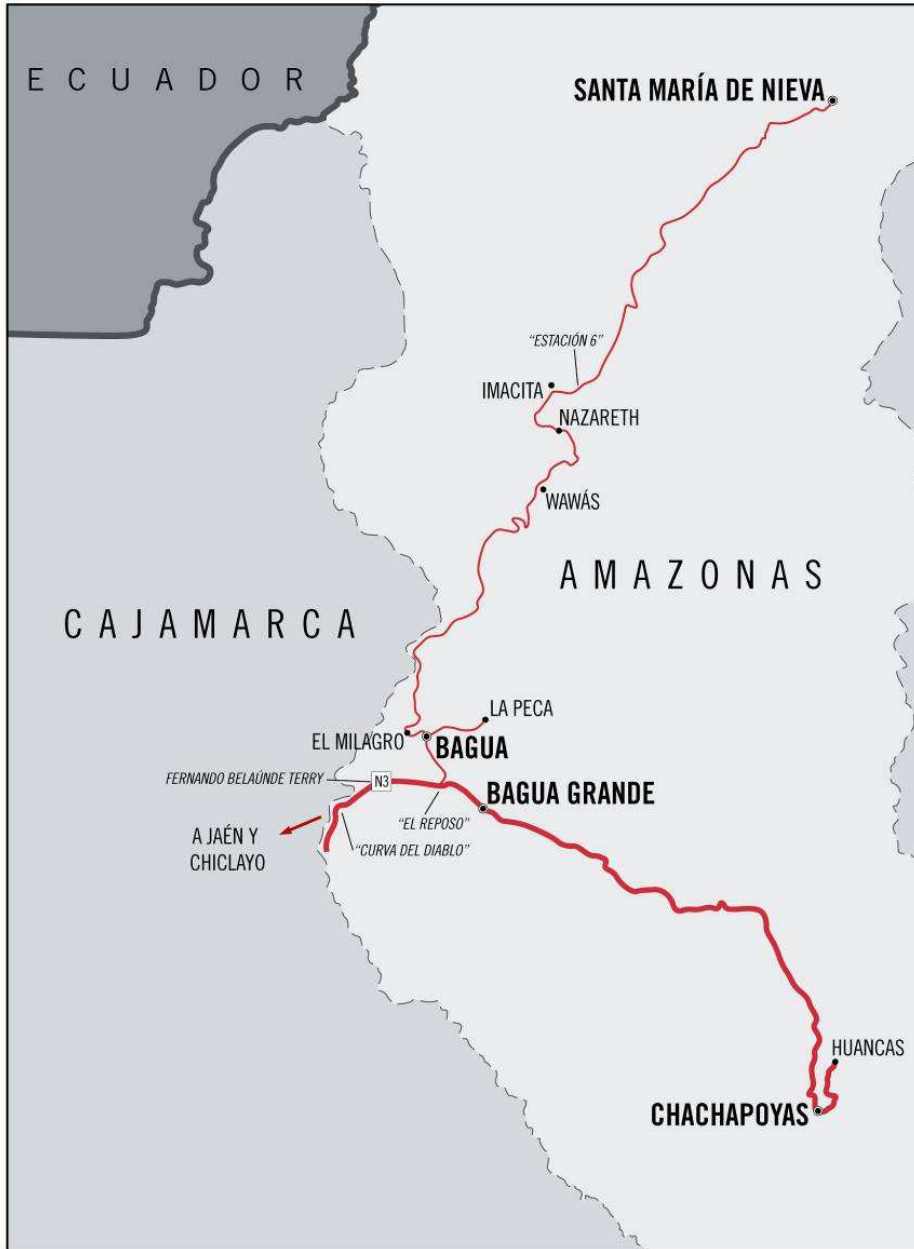 ECUADOR
SANTA MARÍA DE NIEVA
"ESTACIÓN 6"
IMACITA
NAZARETH
WAWÁS
AMAZONAS
CAJAMARCA
LA PECA
EL MILAGRO
BAGUA
FERNANDO BELAÚNDE TERRY
N3
BAGUA GRANDE
"EL REPOSO"
A JAÉN Y
CHICLAYO
"CURVA DEL DIABLO"
HUANCAS
CHACHAPOYAS